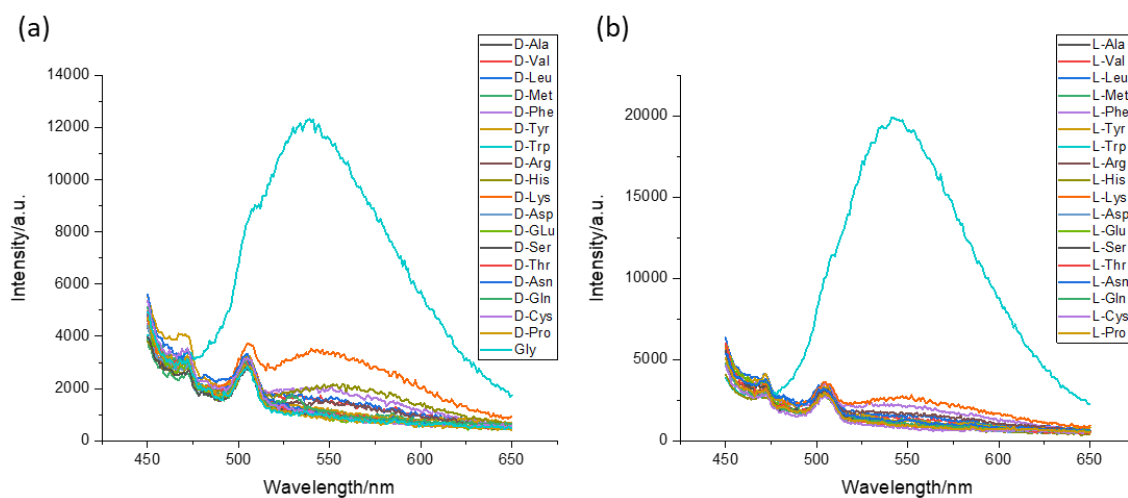 (a)
D-Ala
D-Val
D-Leu
D-Met
D-Phe
D-Tyr
D-Trp
D-Arg
D-His
D-Lys
D-Asp
D-GLu
D-Ser
D-Thr
D-Asn
D-Gln
D-Cys
D-Pro
Gly
14000
12000
10000
8000
6000
4000
2000
0
Intensity/a.u.
450 500 550 600 650
Wavelength/nm
(b)
L-Ala
L-Val
L-Leu
L-Met
L-Phe
L-Tyr
L-Trp
L-Arg
L-His
L-Lys
L-Asp
L-Glu
L-Ser
L-Thr
L-Asn
L-Gln
L-Cys
L-Pro
20000
15000
10000
5000
0
Intensity/a.u.
450 500 550 600 650
Wavelength/nm